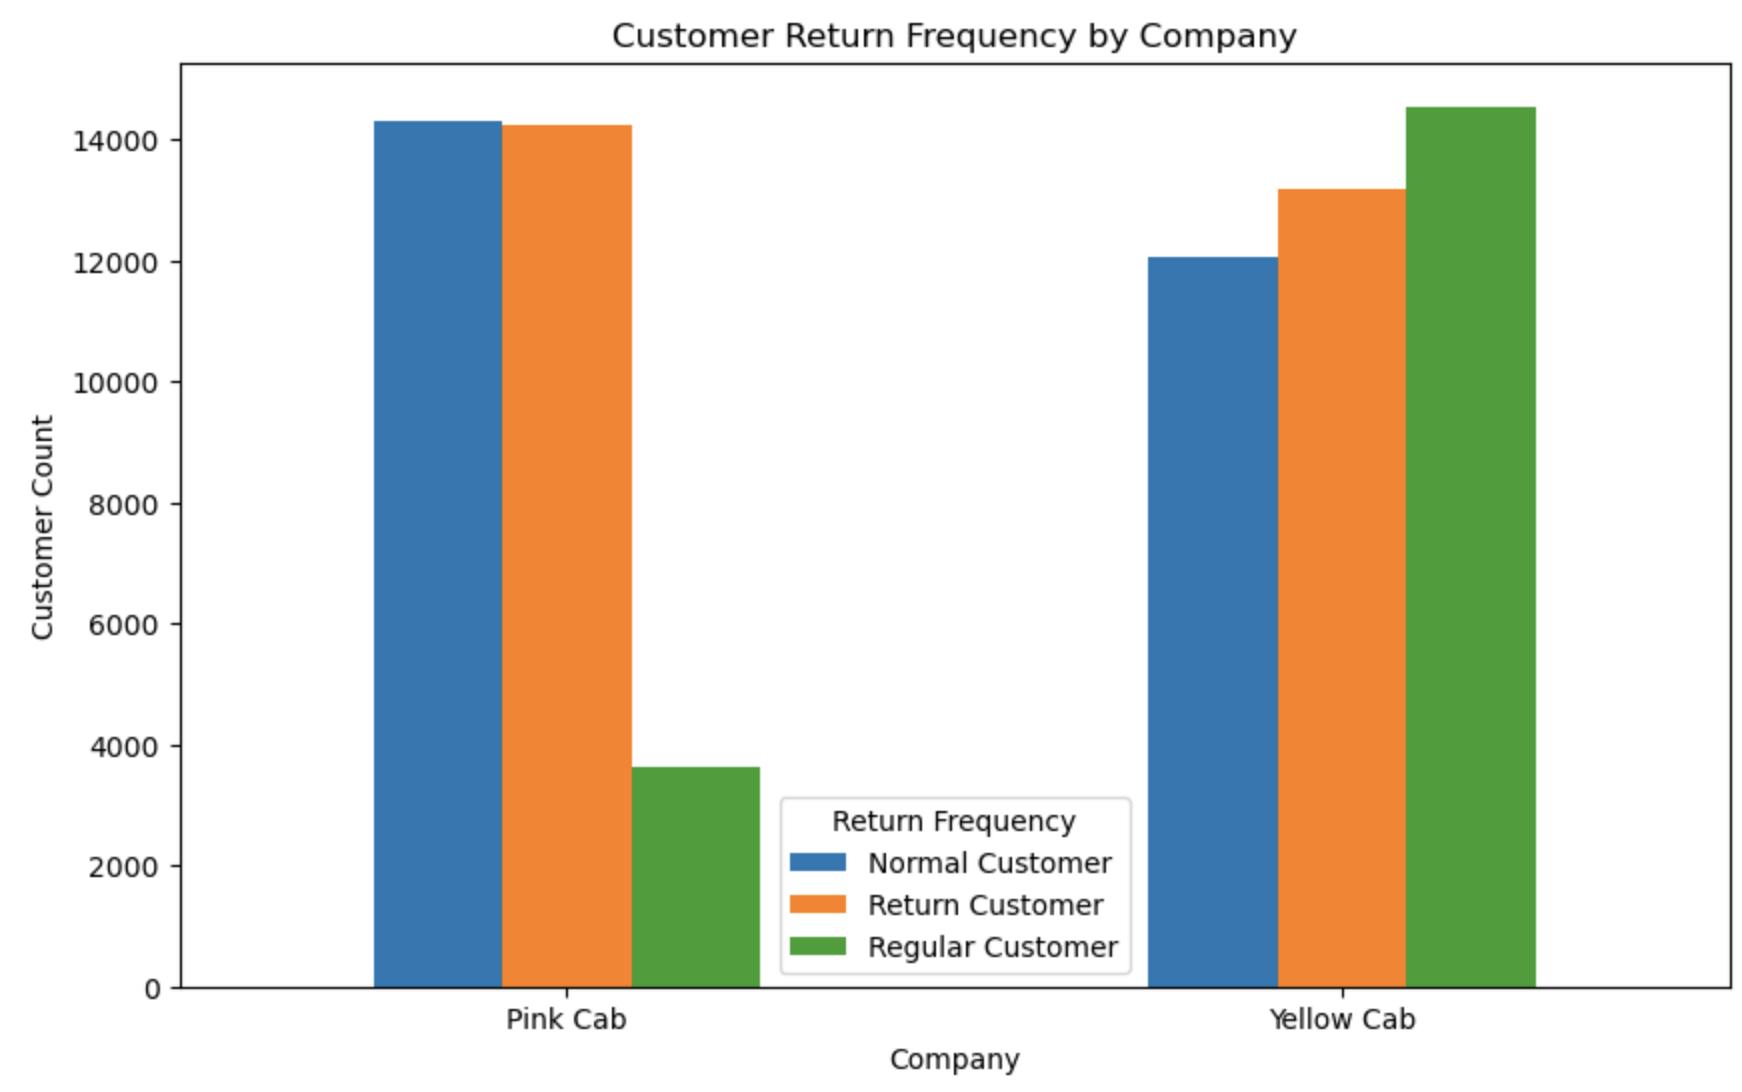 Customer Return Frequency by Company
Customer Count
14000
12000
10000
8000
6000
4000
2000
0
Return Frequency
Normal Customer
Return Customer
Regular Customer
Pink Cab
Yellow Cab
Company